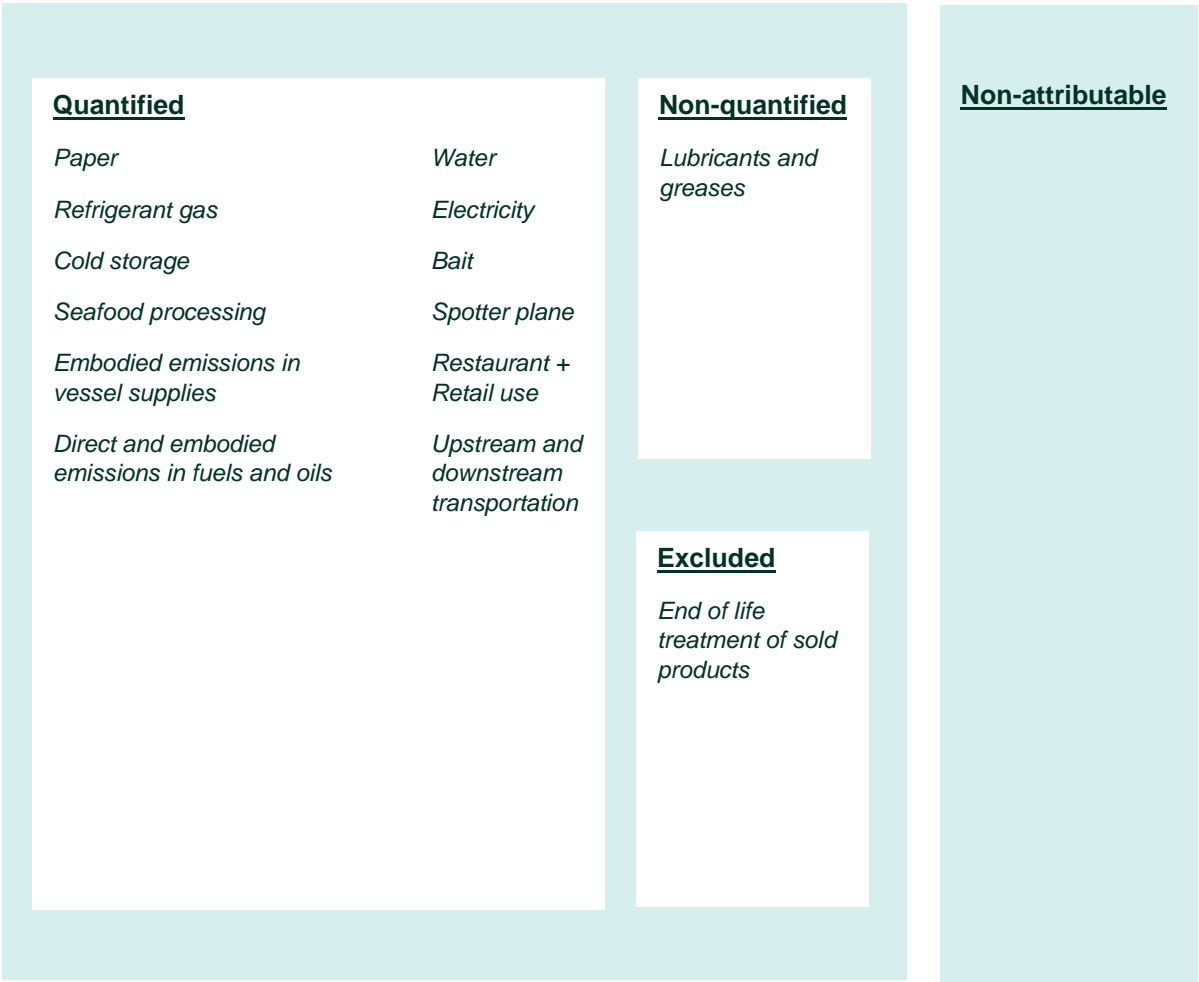 Quantified
Paper
Refrigerant gas
Cold storage
Seafood processing
Embodied emissions in
vessel supplies
Direct and embodied
emissions in fuels and oils
Water
Electricity
Bait
Spotter plane
Restaurant +
Retail use
Upstream and
downstream
transportation
Non-quantified
Lubricants and
greases
Excluded
End of life
treatment of sold
products
Non-attributable